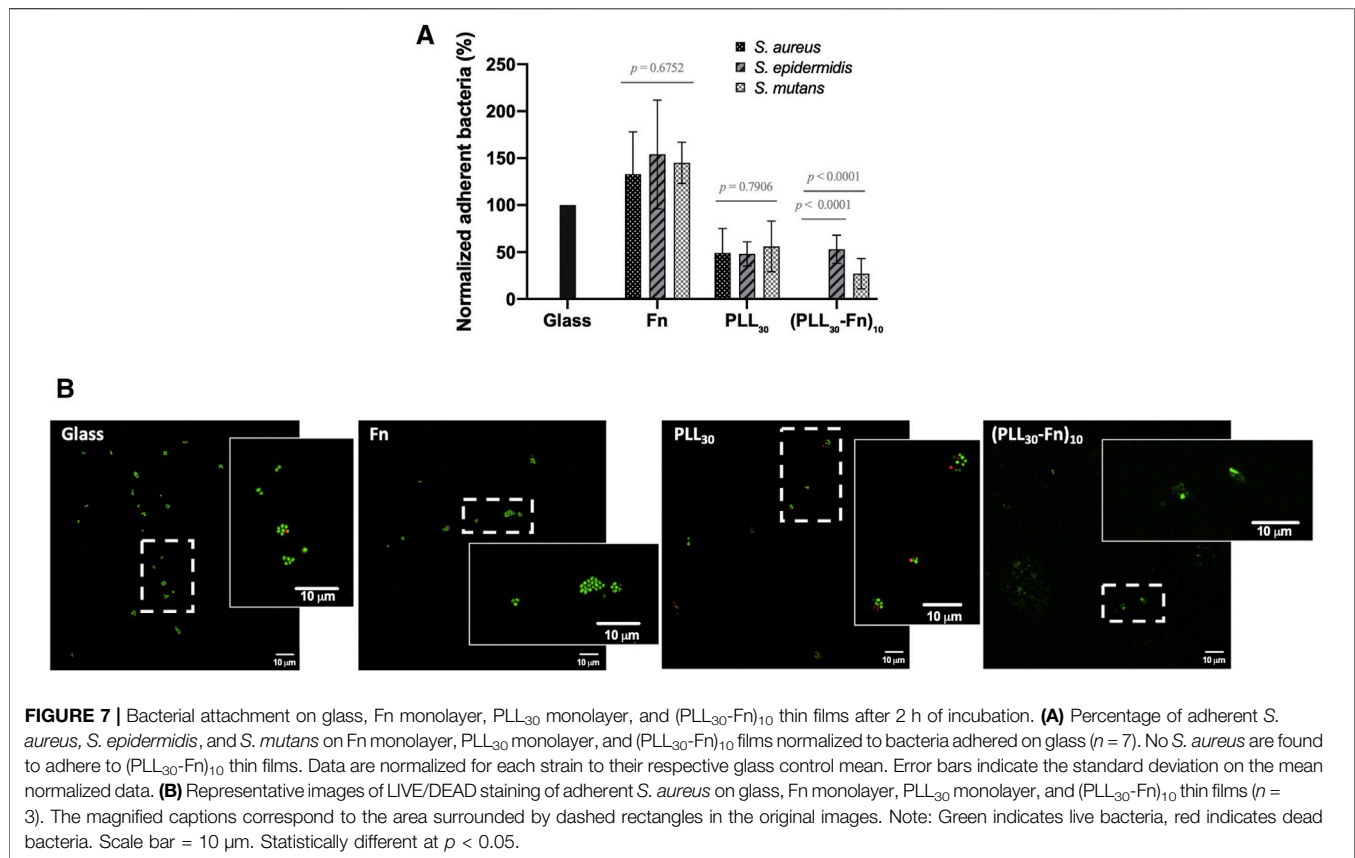 A
S. aureus
S. epidermidis
S. mutans
Normalized adherent bacteria (%)
250
200
150
100
50
0
p = 0.6752
p = 0.7906
p < 0.0001
p < 0.0001
Glass
Fn
PLL₃₀
(PLL₃₀-Fn)₁₀
B
Glass
10 µm
10 µm
Fn
10 µm
10 µm
PLL₃₀
10 µm
10 µm
(PLL₃₀-Fn)₁₀
10 µm
10 µm
FIGURE 7 | Bacterial attachment on glass, Fn monolayer, PLL₃₀ monolayer, and (PLL₃₀-Fn)₁₀ thin films after 2 h of incubation. (A) Percentage of adherent S.
aureus, S. epidermidis, and S. mutans on Fn monolayer, PLL₃₀ monolayer, and (PLL₃₀-Fn)₁₀ films normalized to bacteria adhered on glass (n = 7). No S. aureus are found
to adhere to (PLL₃₀-Fn)₁₀ thin films. Data are normalized for each strain to their respective glass control mean. Error bars indicate the standard deviation on the mean
normalized data. (B) Representative images of LIVE/DEAD staining of adherent S. aureus on glass, Fn monolayer, PLL₃₀ monolayer, and (PLL₃₀-Fn)₁₀ thin films (n =
3). The magnified captions correspond to the area surrounded by dashed rectangles in the original images. Note: Green indicates live bacteria, red indicates dead
bacteria. Scale bar = 10 µm. Statistically different at p < 0.05.